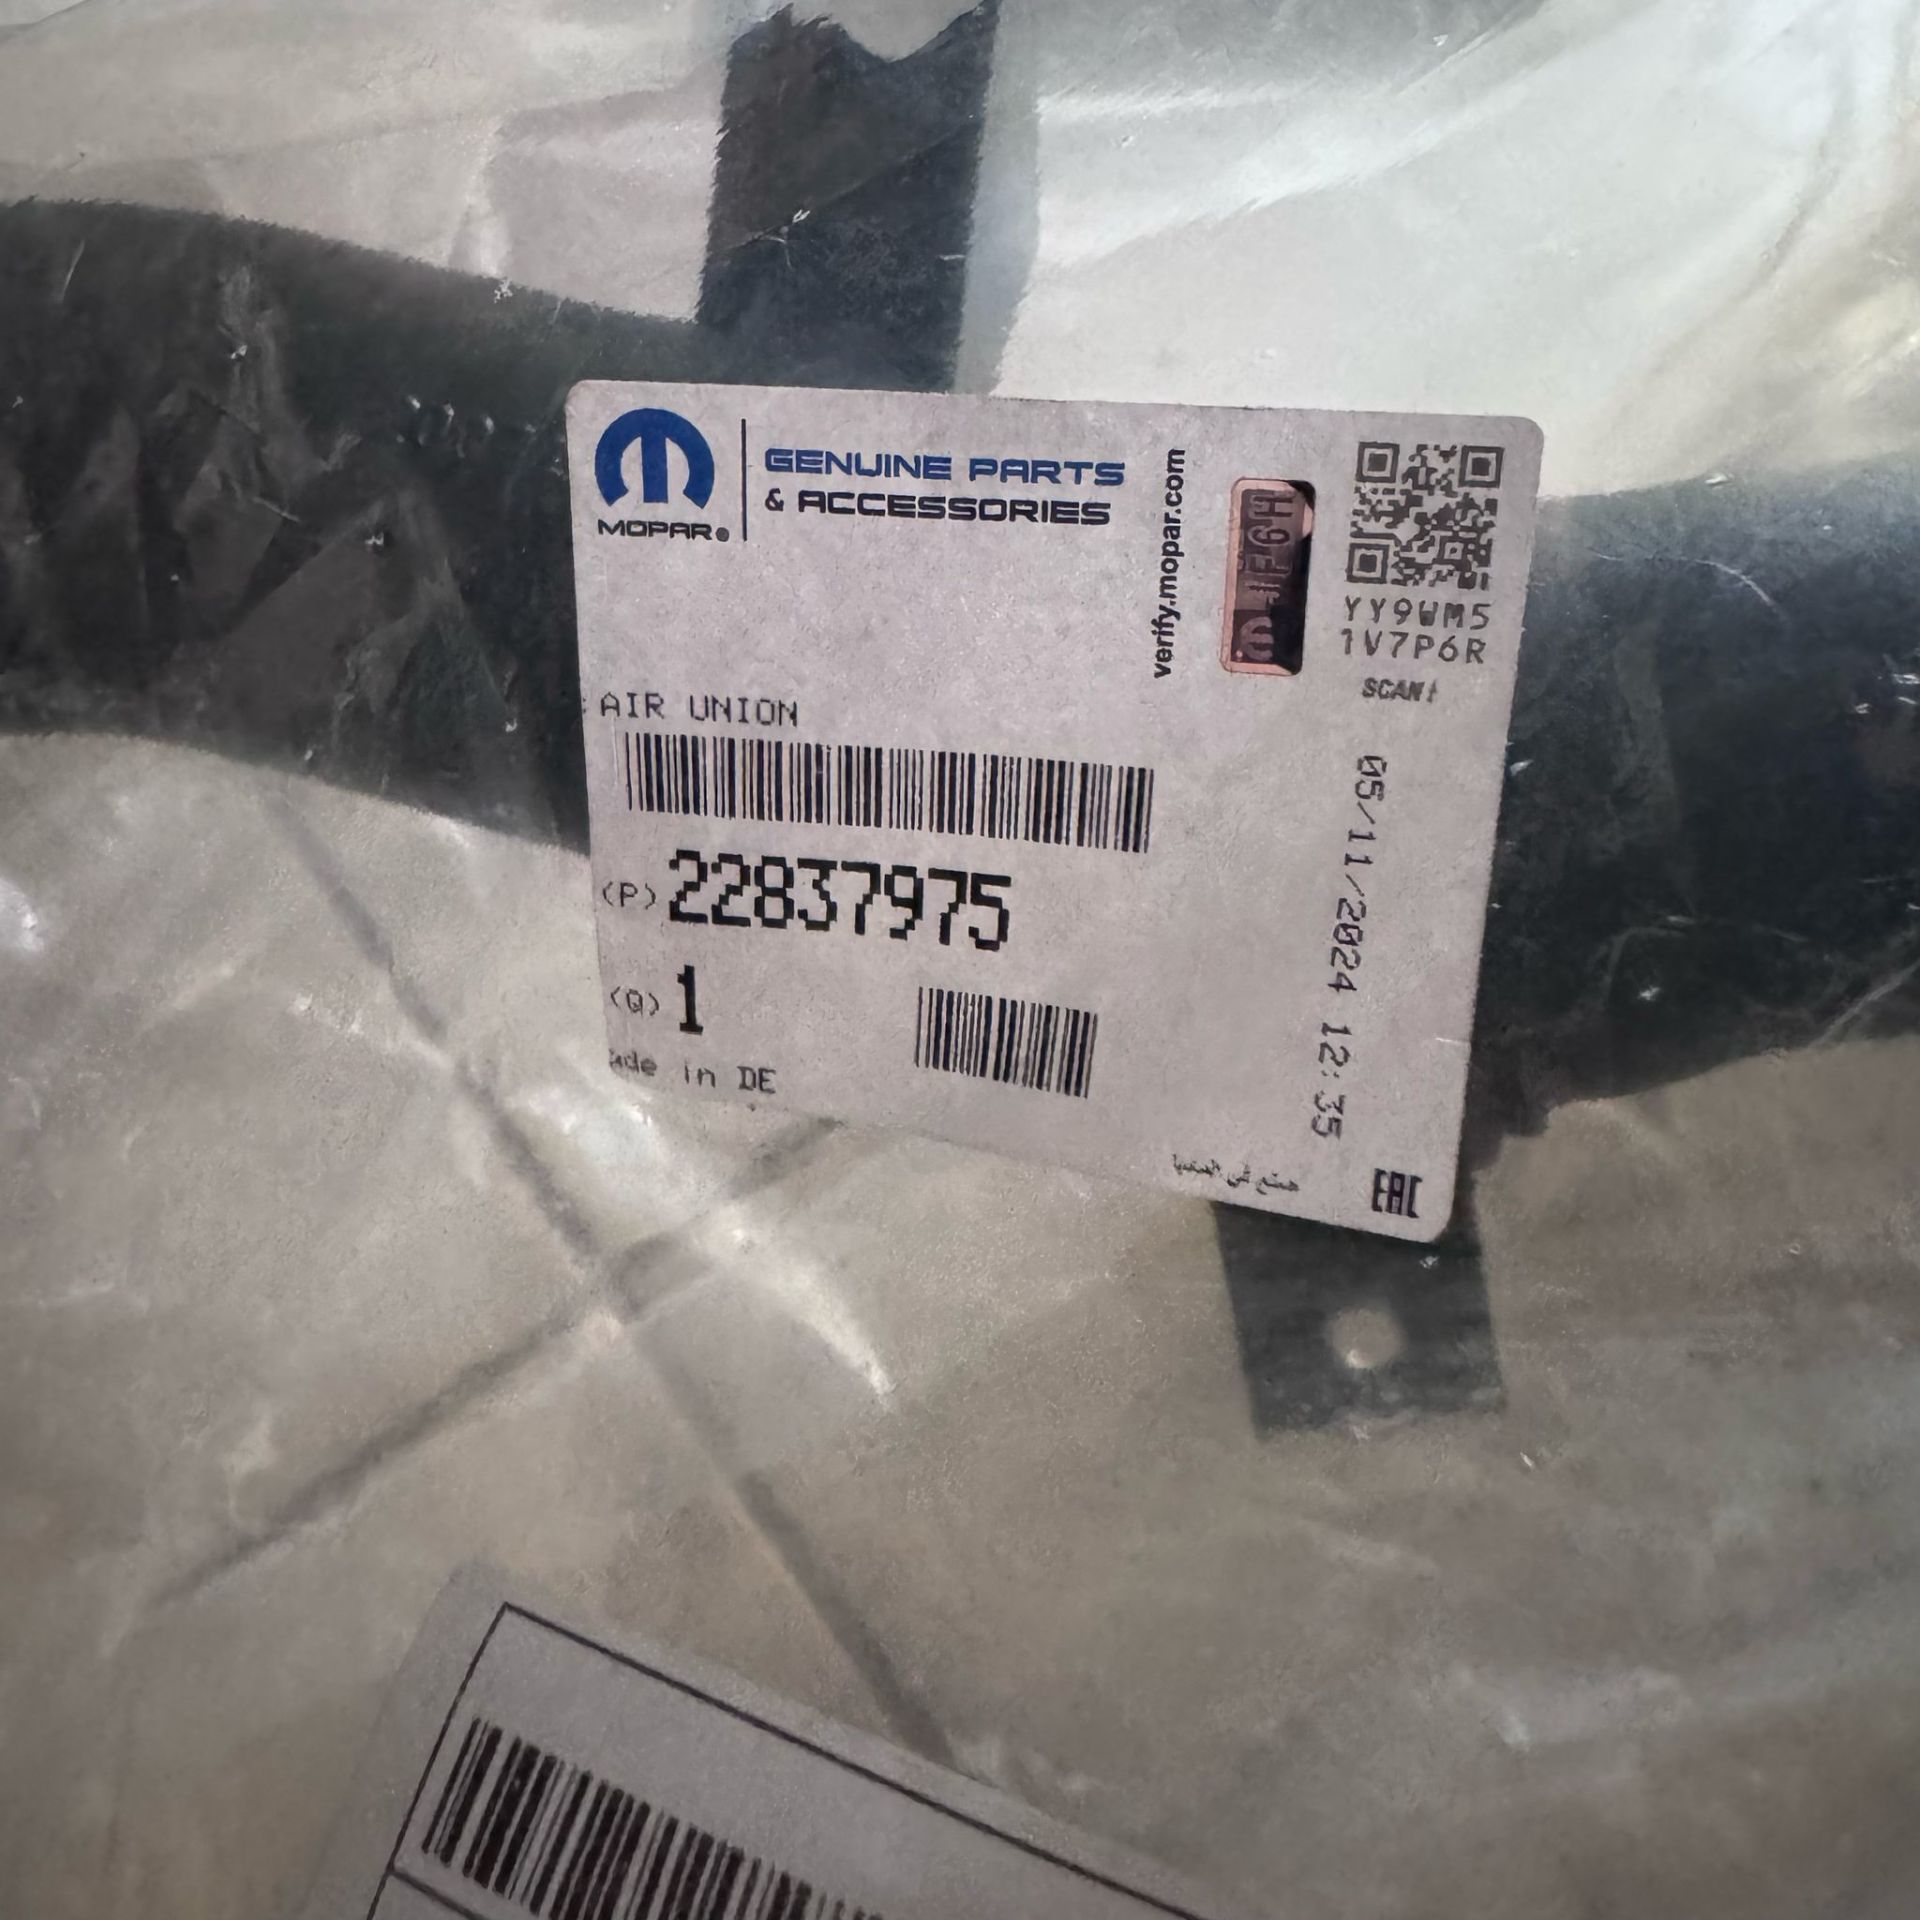 MOPAR®
GENUINE PARTS
& ACCESSORIES
verify.mopar.com
YY9WM5
1V7P6R
SCAN!
AIR UNION
(P) 22837975
(Q) 1
in DE
05/11/2024 12:35
EAC